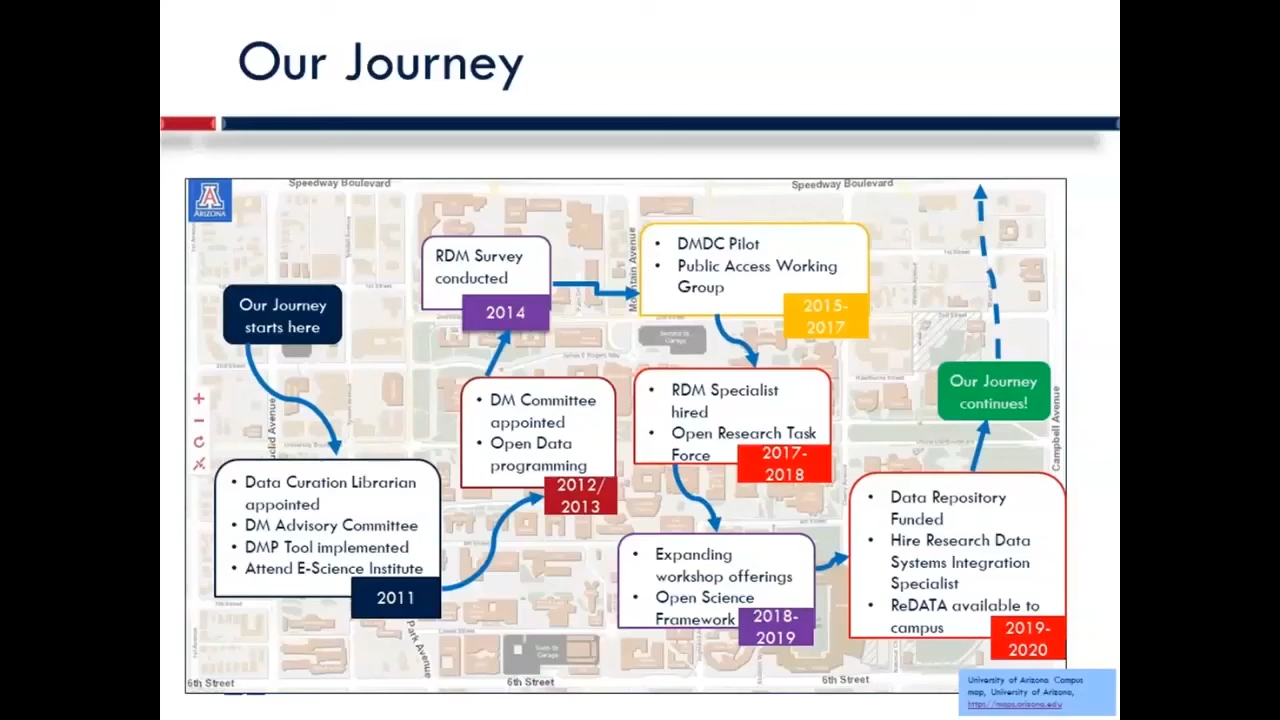 Our Journey
ARIZONA
Speedway Boulevard
Speedway Boulevard
Mountain Avenue
Our Journey
starts here
RDM Survey
conducted
2014
• DMDC Pilot
• Public Access Working
Group
2015-
2017
• DM Committee
appointed
• Open Data
programming
2012/
2013
• RDM Specialist
hired
• Open Research Task
Force
2017-
2018
Our Journey
continues!
Campbell Avenue
• Data Curation Librarian
appointed
• DM Advisory Committee
• DMP Tool implemented
• Attend E-Science Institute
2011
• Expanding
workshop offerings
• Open Science
Framework
2018-
2019
• Data Repository
Funded
• Hire Research Data
Systems Integration
Specialist
• ReDATA available to
campus
2019-
2020
Park Avenue
6th Street
6th Street
6th Street
University of Arizona Campus
map, University of Arizona,
https://maps.arizona.edu